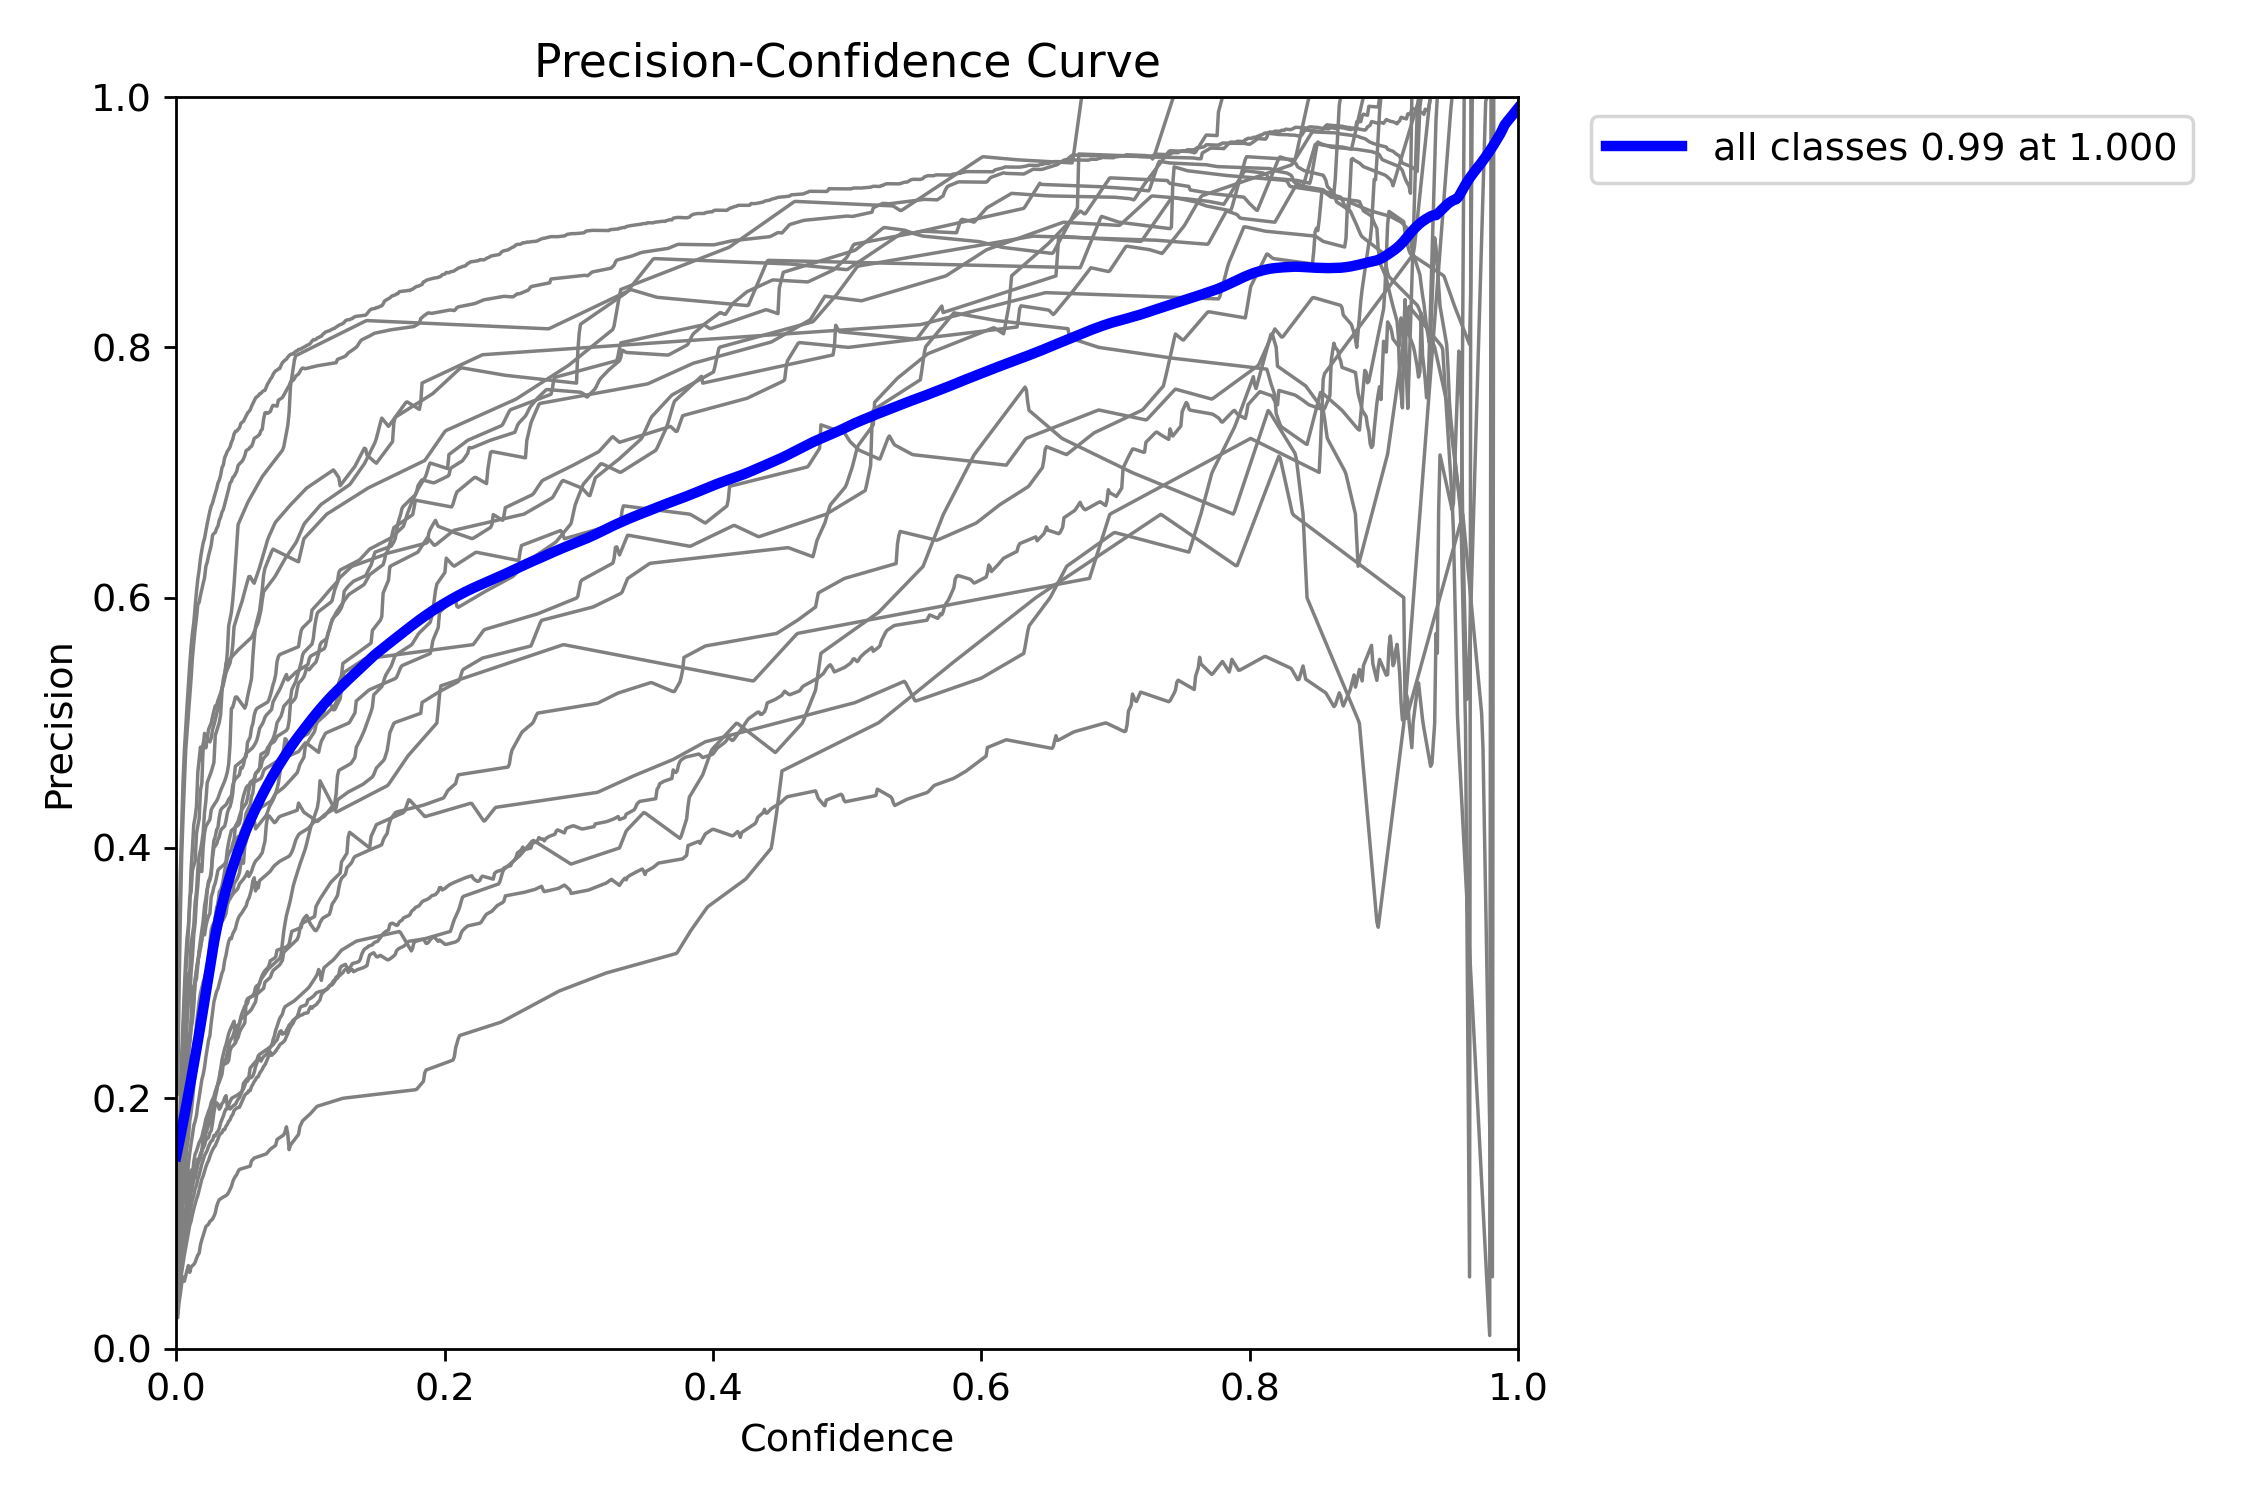 Precision-Confidence Curve
all classes 0.99 at 1.000
Precision
1.0
0.8
0.6
0.4
0.2
0.0
0.0 0.2 0.4 0.6 0.8 1.0
Confidence